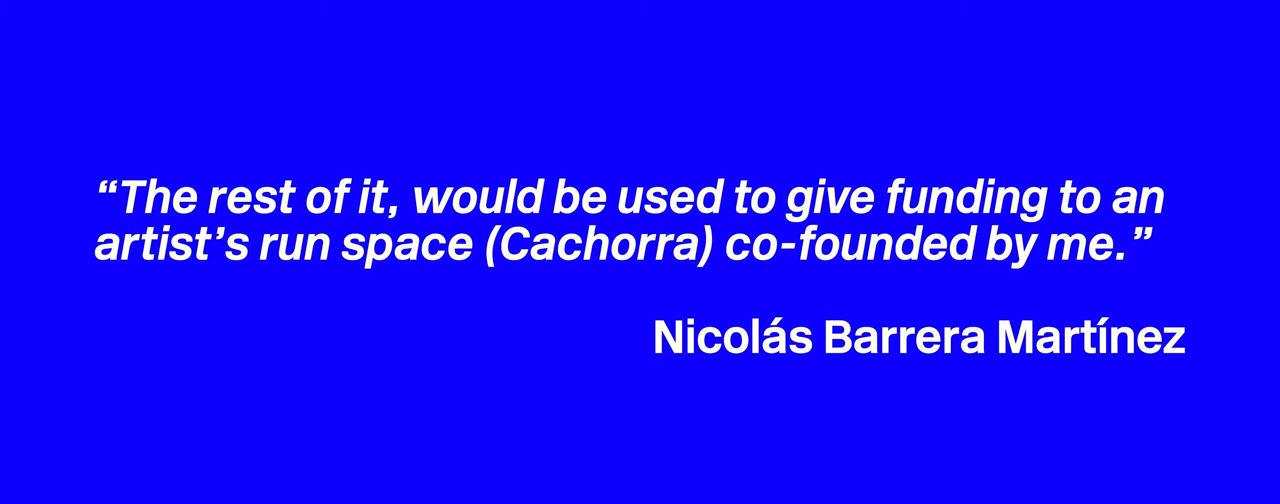 “The rest of it, would be used to give funding to an
artist’s run space (Cachorra) co-founded by me.”
Nicolás Barrera Martínez